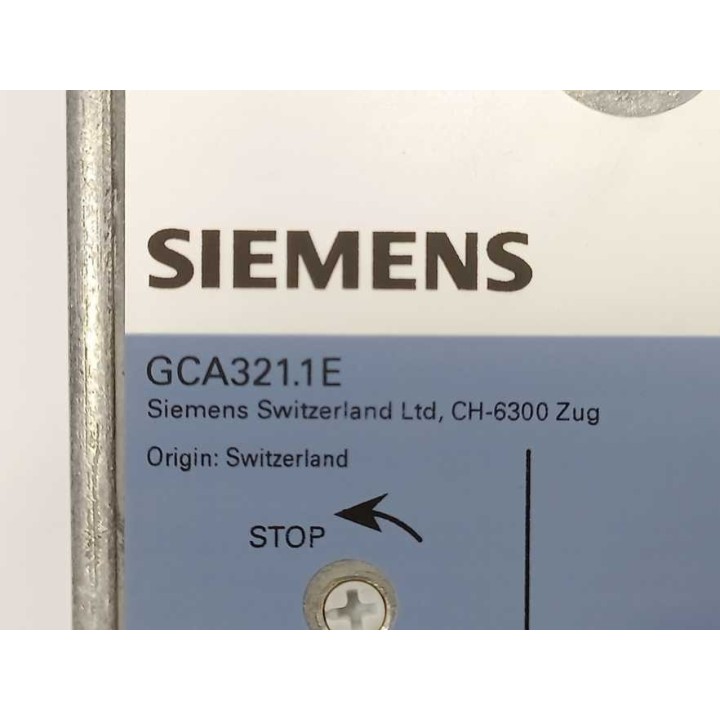 SIEMENS
GCA321.1E
Siemens Switzerland Ltd, CH-6300 Zug
Origin: Switzerland
STOP